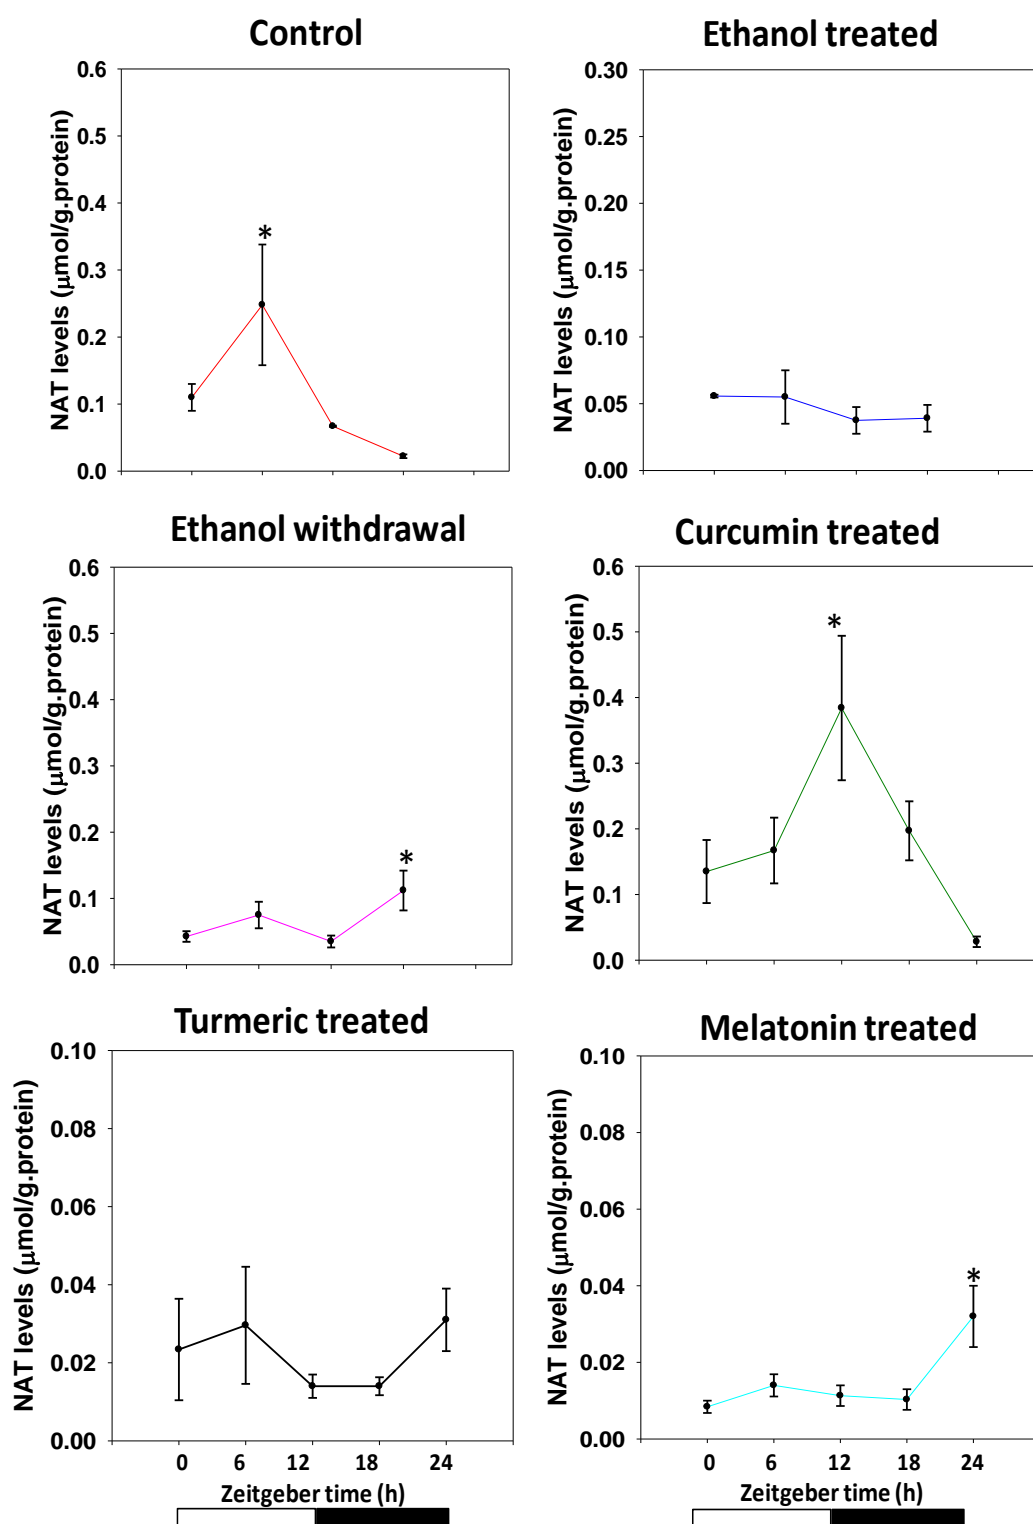 Control
0.6
0.5
0.4
0.3
0.2
0.1
0.0
NAT levels (μmol/g.protein)
*
Ethanol treated
0.30
0.25
0.20
0.15
0.10
0.05
0.00
NAT levels (μmol/g.protein)
Ethanol withdrawal
0.6
0.5
0.4
0.3
0.2
0.1
0.0
NAT levels (μmol/g.protein)
*
Curcumin treated
0.6
0.5
0.4
0.3
0.2
0.1
0.0
NAT levels (μmol/g.protein)
*
Turmeric treated
0.10
0.08
0.06
0.04
0.02
0.00
NAT levels (μmol/g.protein)
0 6 12 18 24
Zeitgeber time (h)
Melatonin treated
0.10
0.08
0.06
0.04
0.02
0.00
NAT levels (μmol/g.protein)
*
0 6 12 18 24
Zeitgeber time (h)